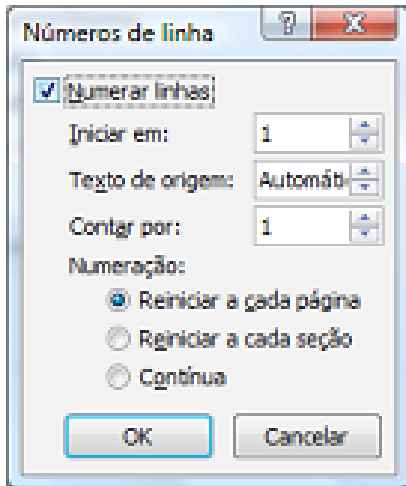 Números de linha
Numerar linhas
Iniciar em: 1
Texto de origem: Automáti
Contar por: 1
Numeração:
Reiniciar a cada página
Reiniciar a cada seção
Contínua
OK Cancelar